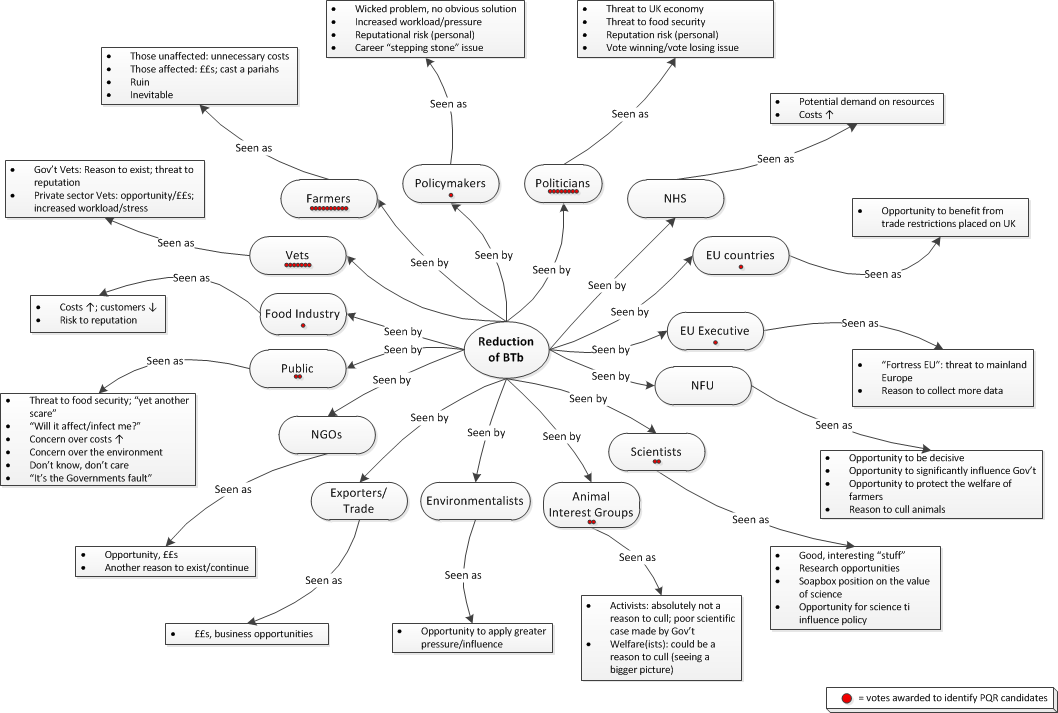 Wicked problem, no obvious solution
Increased workload/pressure
Reputational risk (personal)
Career “stepping stone” issue
Threat to UK economy
Threat to food security
Reputation risk (personal)
Vote winning/vote losing issue
Those unaffected: unnecessary costs
Those affected: ££s; cast a pariahs
Ruin
Inevitable
Potential demand on resources
Costs ↑
Seen as
Seen as
Seen as
Seen as
Gov’t Vets: Reason to exist; threat to
reputation
Private sector Vets: opportunity/££s;
increased workload/stress
Farmers
Policymakers
Politicians
NHS
Opportunity to benefit from
trade restrictions placed on UK
Seen as
Vets
Seen by
Seen by
Seen by
Seen by
EU countries
Seen as
Seen as
Costs ↑; customers ↓
Risk to reputation
Food Industry
Seen by
Seen by
EU Executive
Seen as
Reduction
of BTb
Seen as
Public
Seen by
Seen by
“Fortress EU”: threat to mainland
Europe
Reason to collect more data
Seen by
Seen by
NFU
Threat to food security; “yet another
scare”
“Will it affect/infect me?”
Concern over costs ↑
Concern over the environment
Don’t know, don’t care
“It’s the Governments fault”
NGOs
Seen by
Seen by
Seen by
Scientists
Seen as
Opportunity to be decisive
Opportunity to significantly influence Gov’t
Opportunity to protect the welfare of
farmers
Reason to cull animals
Seen as
Exporters/
Trade
Environmentalists
Animal
Interest Groups
Seen as
Opportunity, ££s
Another reason to exist/continue
Seen as
Seen as
Seen as
Good, interesting “stuff”
Research opportunities
Soapbox position on the value
of science
Opportunity for science ti
influence policy
££s, business opportunities
Opportunity to apply greater
pressure/influence
Activists: absolutely not a
reason to cull; poor scientific
case made by Gov’t
Welfare(ists): could be a
reason to cull (seeing a
bigger picture)
= votes awarded to identify PQR candidates